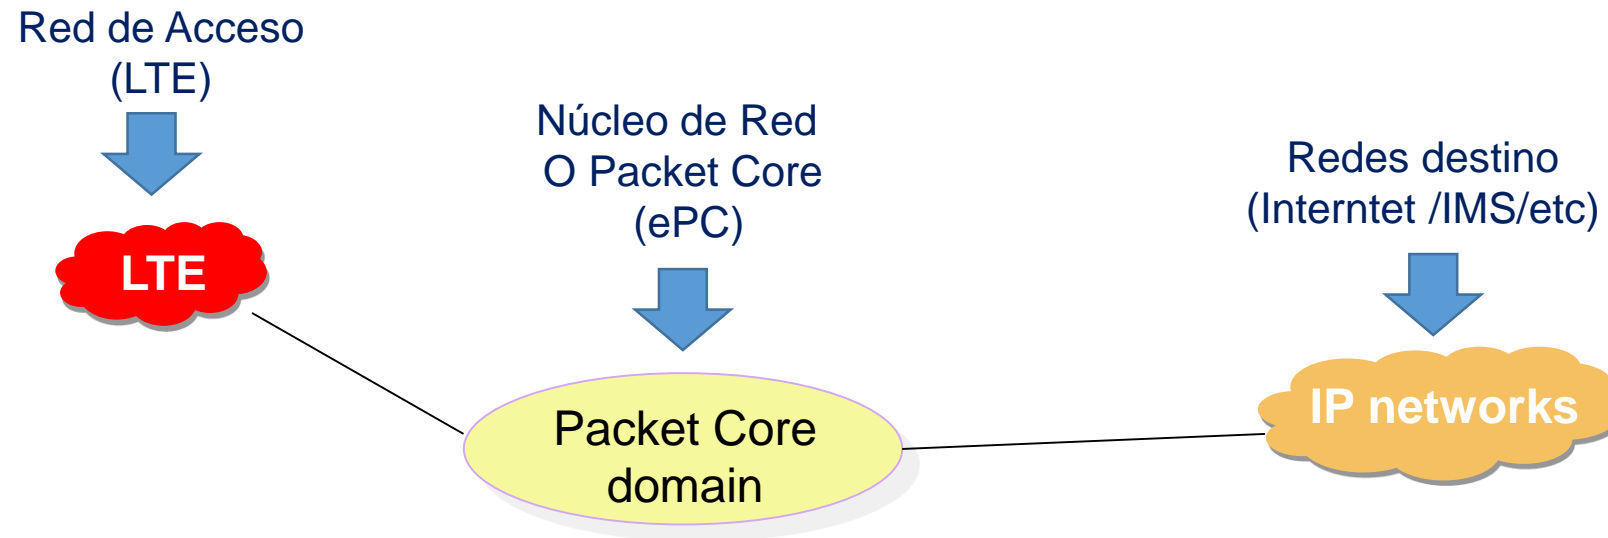 Red de Acceso
(LTE)
LTE
Núcleo de Red
O Packet Core
(ePC)
Packet Core
domain
Redes destino
(Interntet /IMS/etc)
IP networks